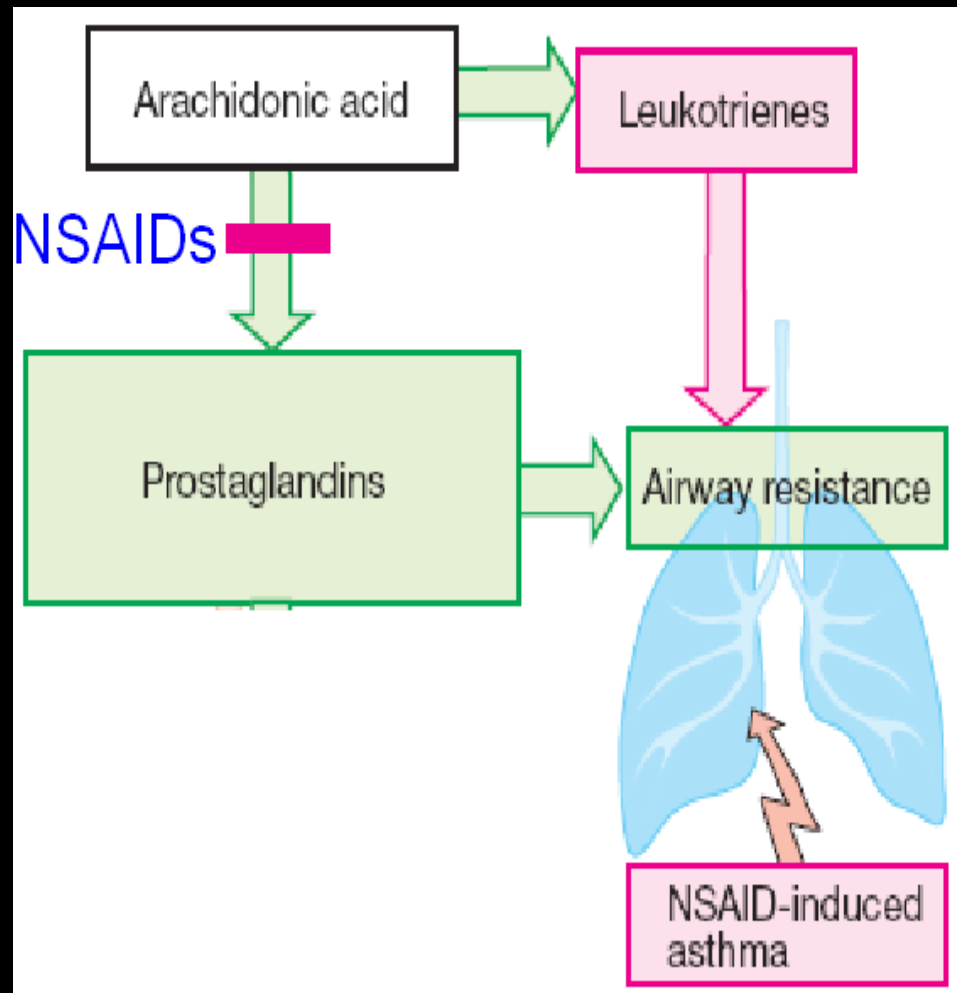 Arachidonic acid
Leukotrienes
NSAIDs
Prostaglandins
Airway resistance
NSAID-induced
asthma